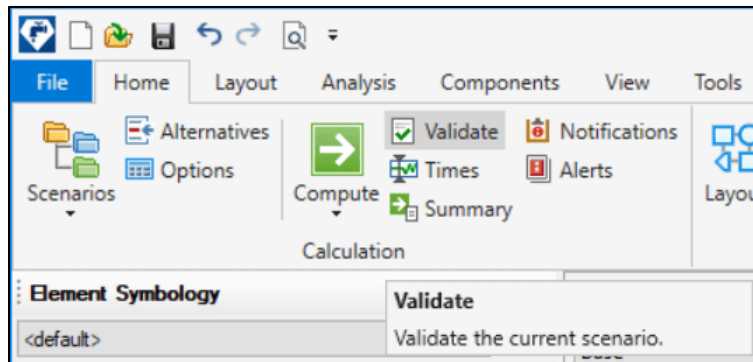 File Home Layout Analysis Components View Tools
Alternatives Validate Notifications
Options Times Alerts
Scenarios Compute
Summary
Calculation
Element Symbology
Validate
<default>
Validate the current scenario.